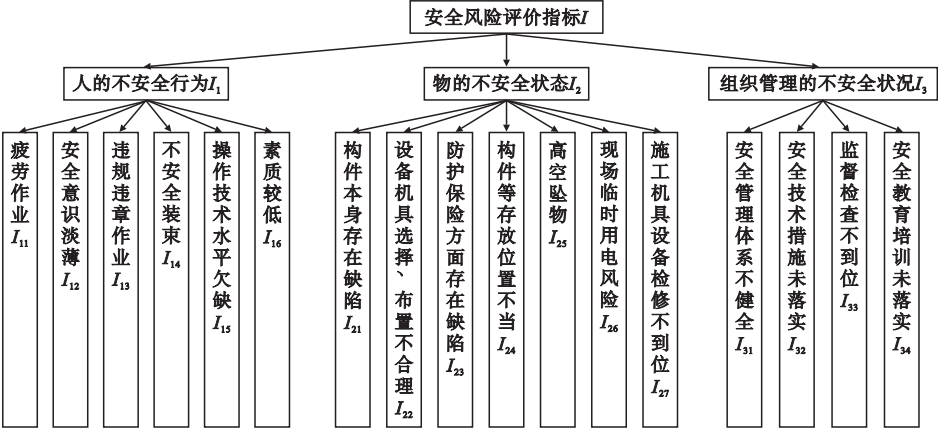 安全风险评价指标I
人的不安全行为I1
物的不安全状态I2
组织管理的不安全状况I3
疲劳作业I11
安全意识淡薄I12
违规违章作业I13
不安全装束I14
操作技术水平欠缺I15
素质较低I16
构件本身存在缺陷I21
设备机具选择、布置不合理I22
防护保险方面存在缺陷I23
构件等存放位置不当I24
高空坠物I25
现场临时用电风险I26
施工机具设备检修不到位I27
安全管理体系不健全I31
安全技术措施未落实I32
监督检查不到位I33
安全教育培训未落实I34